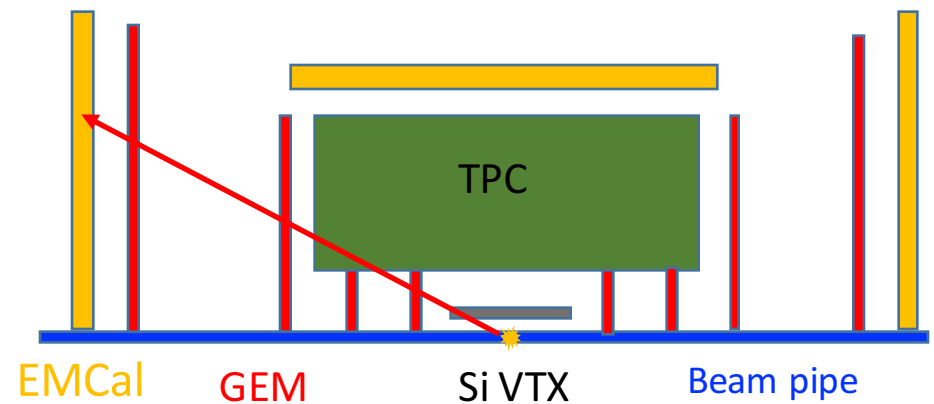 TPC
EMCal
GEM
Si VTX
Beam pipe